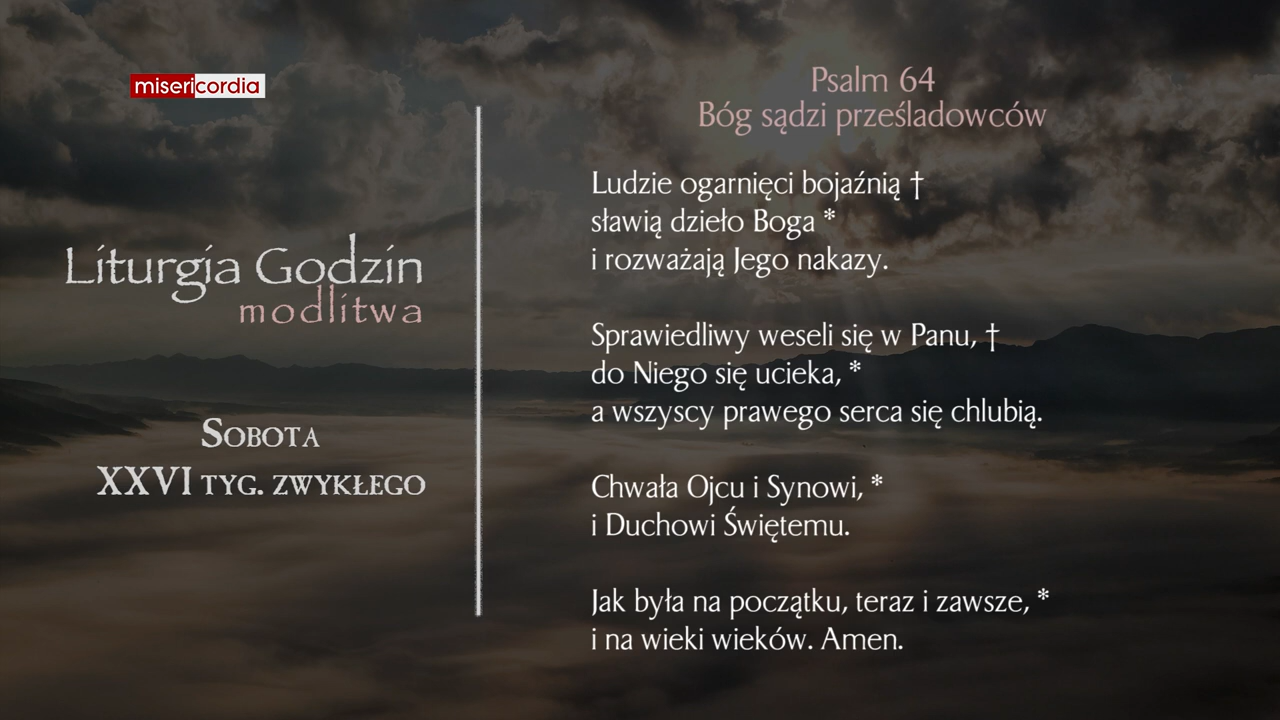 misericordia
Liturgia Godzin
modlitwa
Sobota
XXVI tyg. zwykłego
Psalm 64
Bóg sądzi prześladowców
Ludzie ogarnięci bojaźnią †
sławią dzieło Boga *
i rozważają Jego nakazy.
Sprawiedliwy weseli się w Panu, †
do Niego się ucieka, *
a wszyscy prawego serca się chlubią.
Chwała Ojcu i Synowi, *
i Duchowi Świętemu.
Jak była na początku, teraz i zawsze, *
i na wieki wieków. Amen.